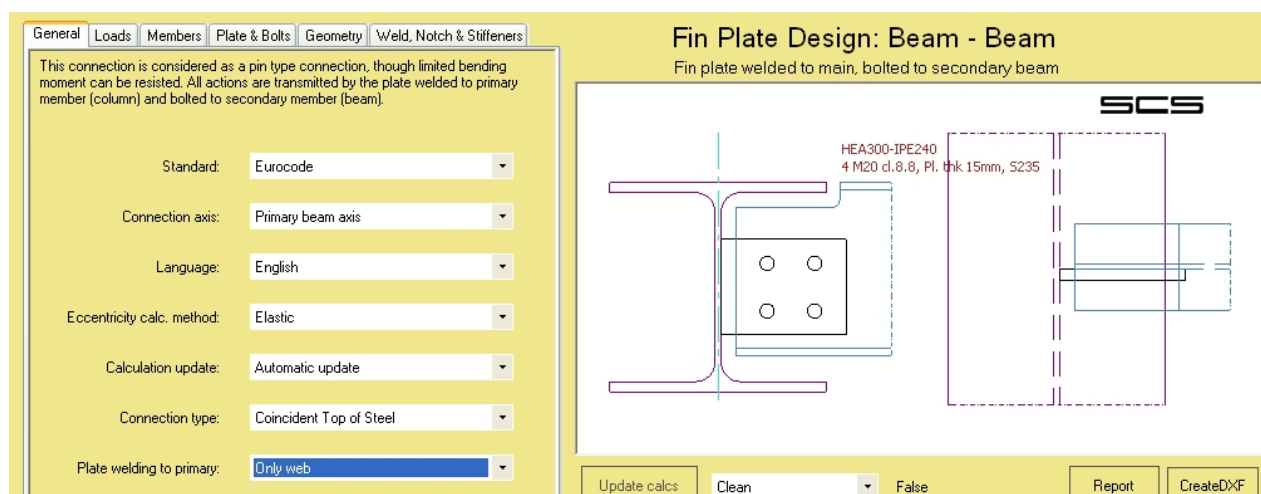 General Loads Members Plate & Bolts Geometry Weld, Notch & Stiffeners
This connection is considered as a pin type connection, though limited bending
moment can be resisted. All actions are transmitted by the plate welded to primary
member (column) and bolted to secondary member (beam).
Standard: Eurocode
Connection axis: Primary beam axis
Language: English
Eccentricity calc. method: Elastic
Calculation update: Automatic update
Connection type: Coincident Top of Steel
Plate welding to primary: Only web
Fin Plate Design: Beam - Beam
Fin plate welded to main, bolted to secondary beam
SCS
HEA300-IPE240
4 M20 cl.8.8, Pl. thk 15mm, S235
Update calcs Clean False Report CreateDXF